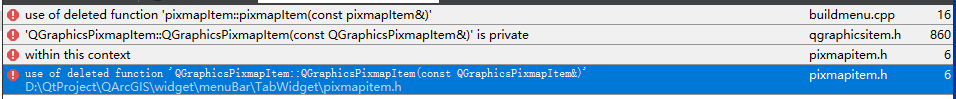 use of deleted function 'pixmapItem::pixmapItem(const pixmapItem&)' buildmenu.cpp 16
'QGraphicsPixmapItem::QGraphicsPixmapItem(const QGraphicsPixmapItem&)' is private qgraphicsitem.h 860
within this context pixmapitem.h 6
use of deleted function 'QGraphicsPixmapItem::QGraphicsPixmapItem(const QGraphicsPixmapItem&)' pixmapitem.h 6
D:\QtProject\QArcGIS\widget\menuBar\TabWidget\pixmapitem.h